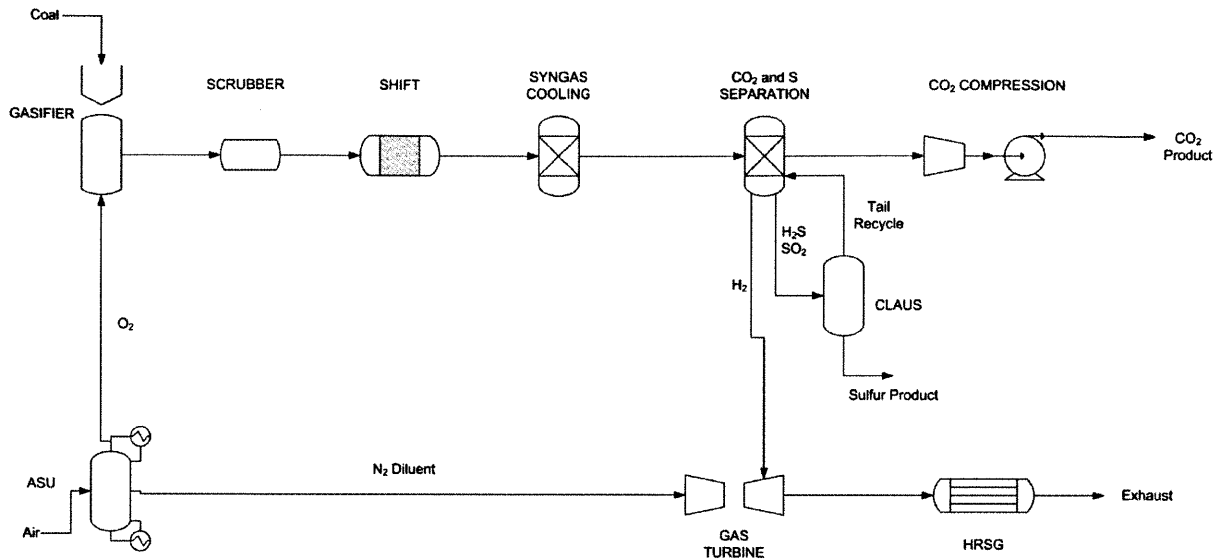 Coal
GASIFIER
SCRUBBER
SHIFT
SYNGAS
COOLING
CO₂ and S
SEPARATION
CO₂ COMPRESSION
CO₂
Product
Tail
Recycle
H₂S
SO₂
H₂
CLAUS
O₂
Sulfur Product
ASU
Air
N₂ Diluent
GAS
TURBINE
HRSG
Exhaust